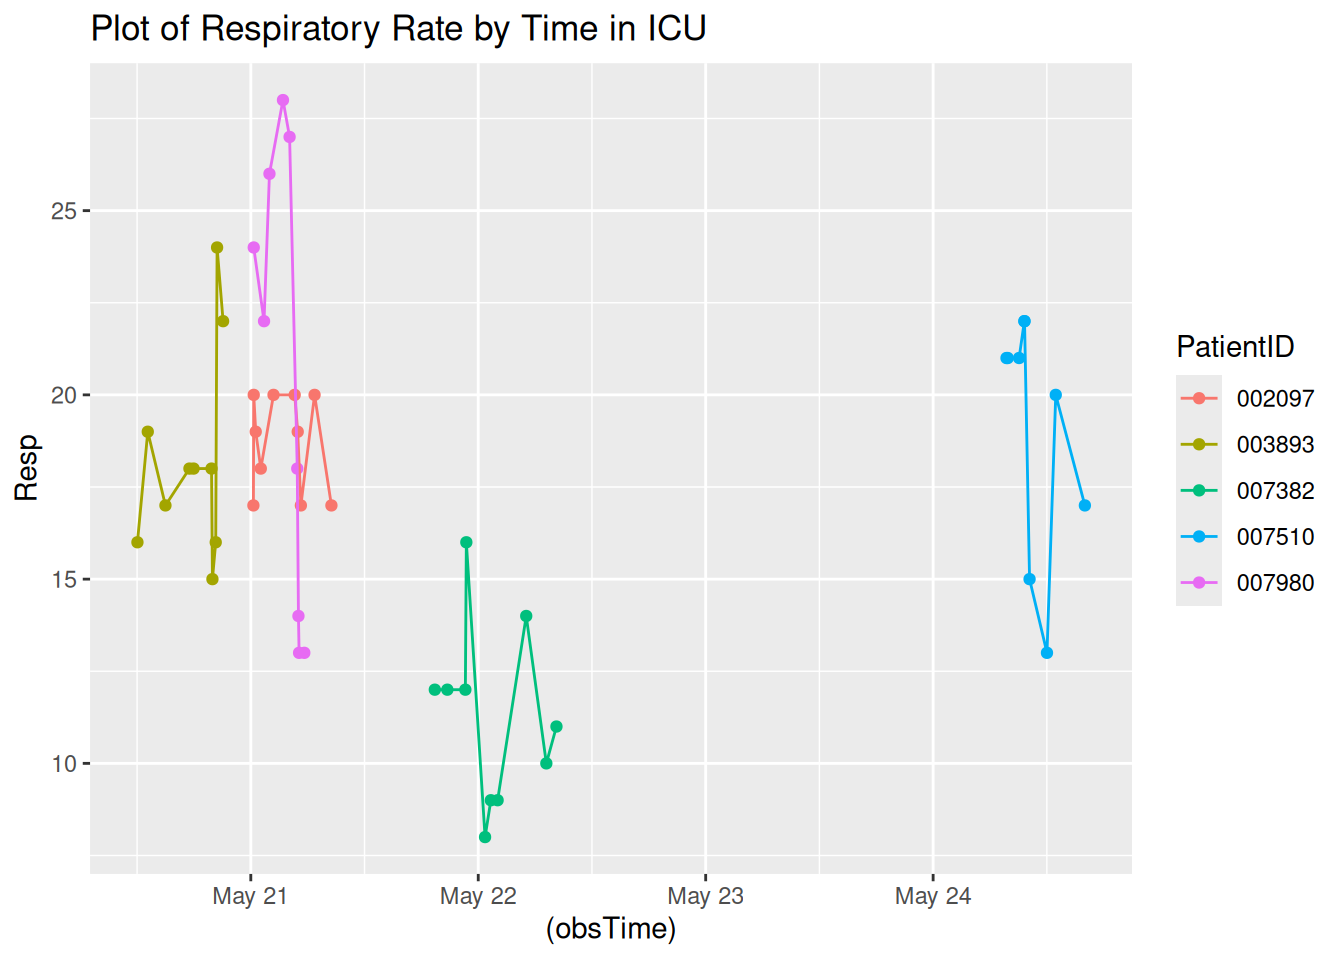 Plot of Respiratory Rate by Time in ICU
25
20
15
10
Resp
May 21
May 22
May 23
May 24
(obsTime)
PatientID
002097
003893
007382
007510
007980